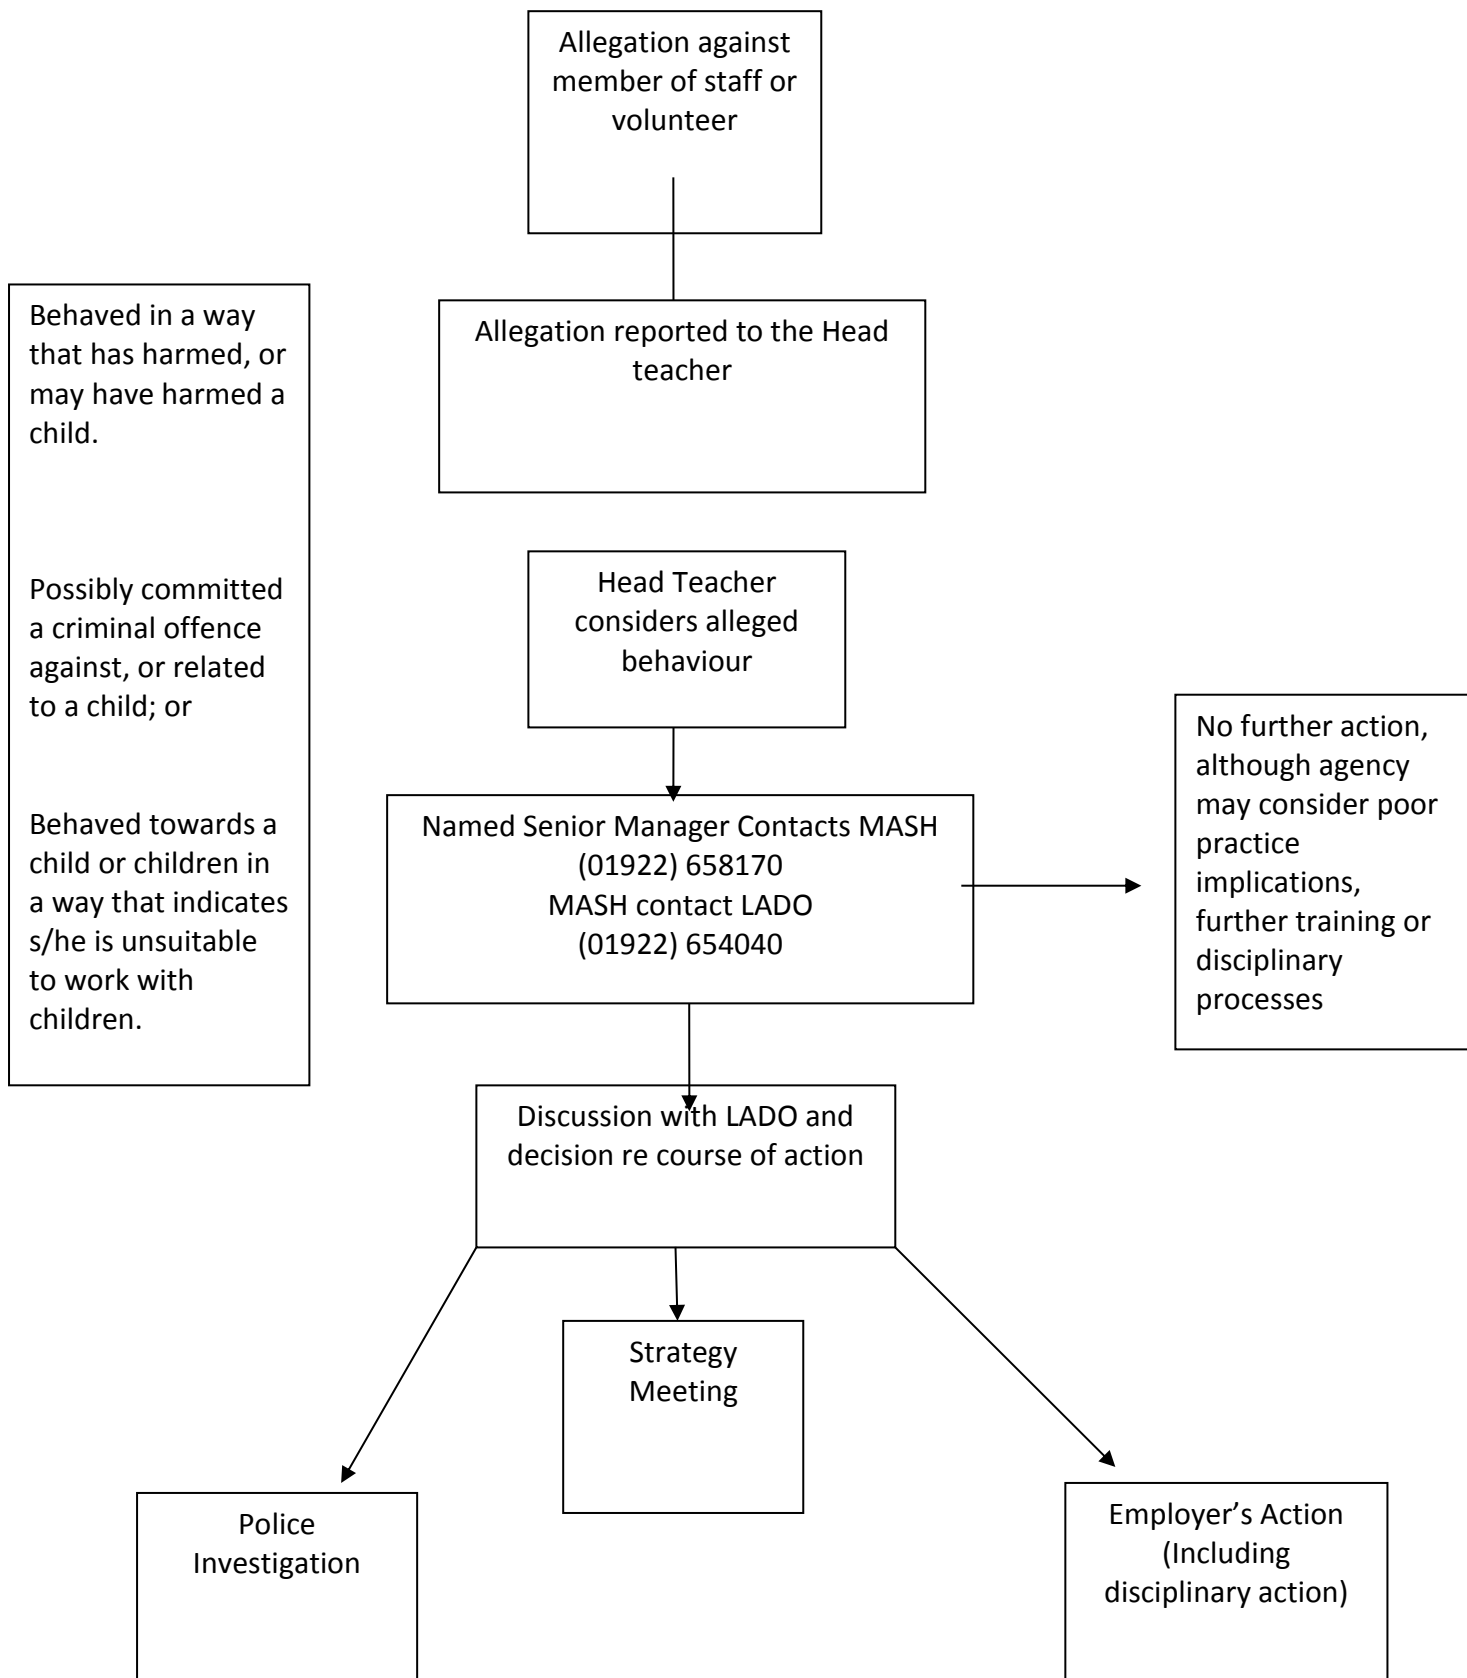 Allegation against
member of staff or
volunteer
Allegation reported to the Head
teacher
Behaved in a way
that has harmed, or
may have harmed a
child.
Possibly committed
a criminal offence
against, or related
to a child; or
Behaved towards a
child or children in
a way that indicates
s/he is unsuitable
to work with
children.
Head Teacher
considers alleged
behaviour
Named Senior Manager Contacts MASH
(01922) 658170
MASH contact LADO
(01922) 654040
No further action,
although agency
may consider poor
practice
implications,
further training or
disciplinary
processes
Discussion with LADO and
decision re course of action
Strategy
Meeting
Police
Investigation
Employer’s Action
(Including
disciplinary action)